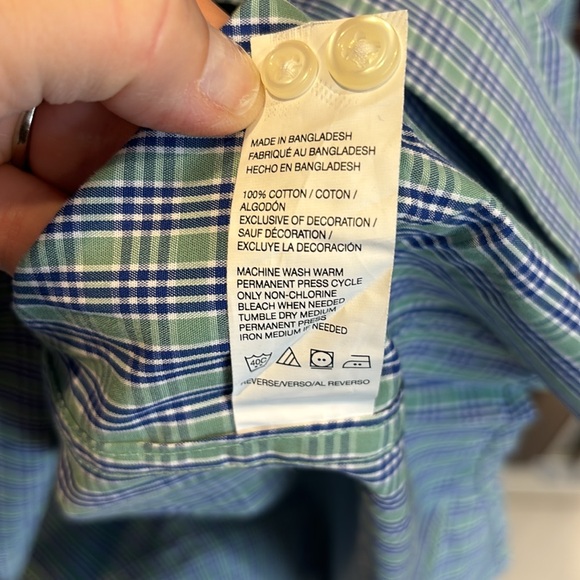 MADE IN BANGLADESH
FABRIQUÉ AU BANGLADESH
HECHO EN BANGLADESH
100% COTTON / COTON /
ALGODÓN
EXCLUSIVE OF DECORATION /
SAUF DÉCORATION /
EXCLUYE LA DECORACIÓN
MACHINE WASH WARM
PERMANENT PRESS CYCLE
ONLY NON-CHLORINE
BLEACH WHEN NEEDED
TUMBLE DRY MEDIUM
PERMANENT PRESS
IRON MEDIUM IF NEEDED
40C
REVERSE/VERSO/AL REVERSO